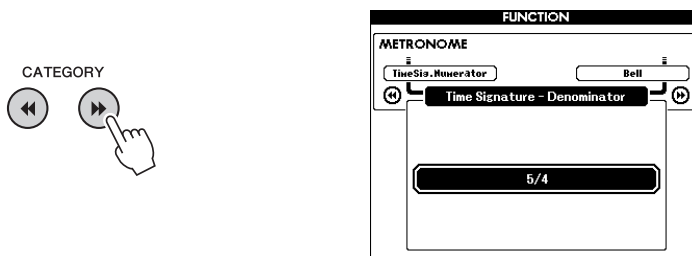 CATEGORY
FUNCTION
METRONOME
TimeSig.Numerator
Bell
Time Signature - Denominator
5/4